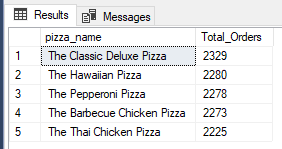 Results Messages
pizza_name Total_Orders
1 The Classic Deluxe Pizza 2329
2 The Hawaiian Pizza 2280
3 The Pepperoni Pizza 2278
4 The Barbecue Chicken Pizza 2273
5 The Thai Chicken Pizza 2225